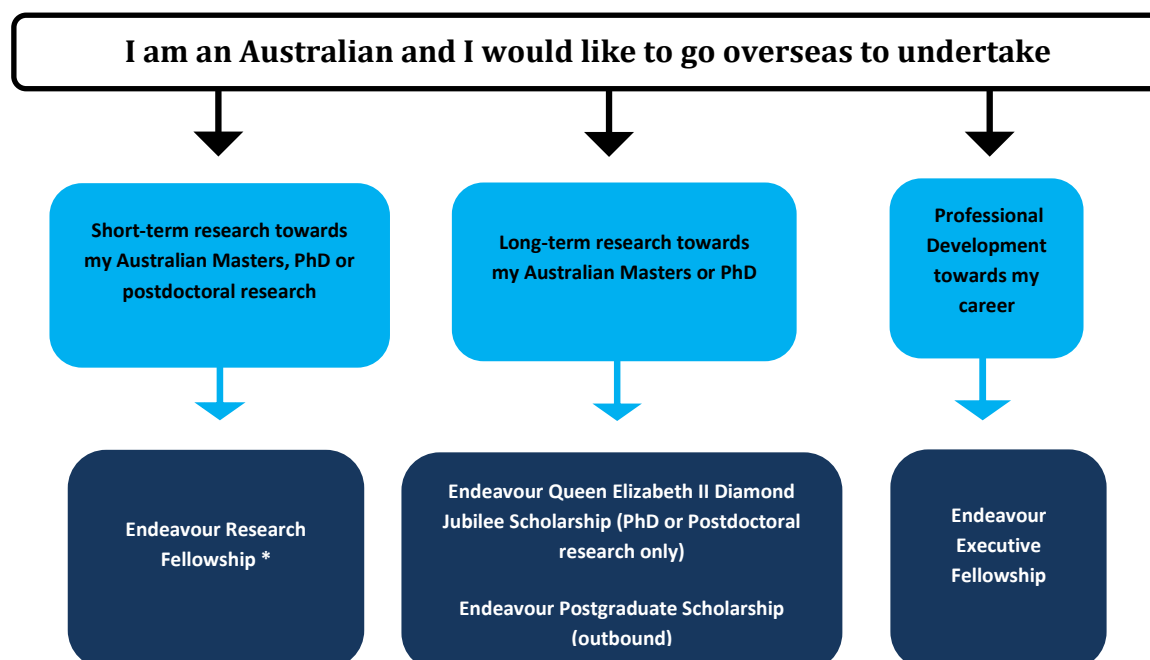 I am an Australian and I would like to go overseas to undertake
Short-term research towards
my Australian Masters, PhD or
postdoctoral research
Long-term research towards
my Australian Masters or PhD
Professional
Development
towards my
career
Endeavour Research
Fellowship *
Endeavour Queen Elizabeth II Diamond
Jubilee Scholarship (PhD or Postdoctoral
research only)
Endeavour Postgraduate Scholarship
(outbound)
Endeavour
Executive
Fellowship